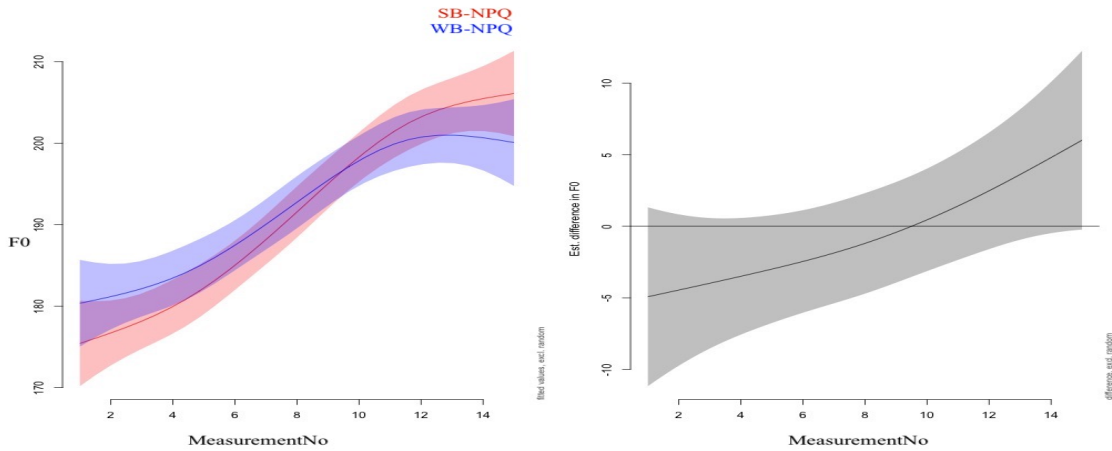 SB-NPQ
WB-NPQ
210
200
190
180
170
F0
2 4 6 8 10 12 14
MeasurementNo
fitted values, excl. random
10
5
0
-5
-10
Est. difference in F0
2 4 6 8 10 12 14
MeasurementNo
difference, excl. random